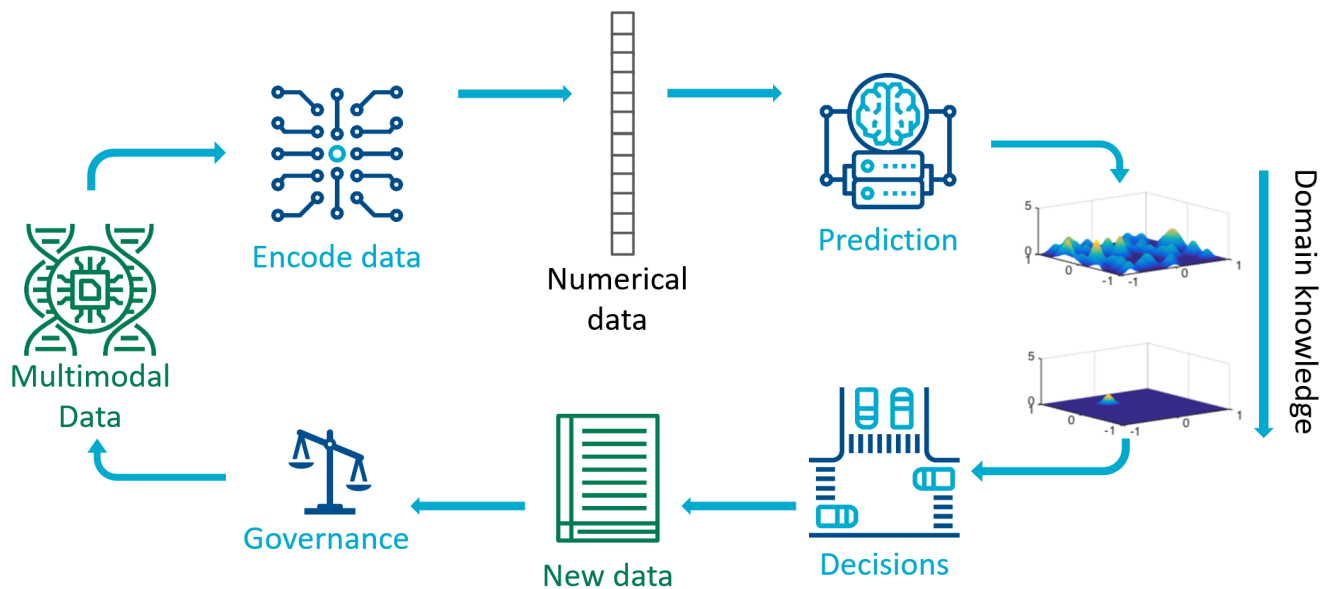 Encode data
Numerical
data
Prediction
5
0
1
0
-1
-1
0
1
Domain knowledge
Multimodal
Data
5
0
1
0
-1
-1
0
1
Governance
New data
Decisions